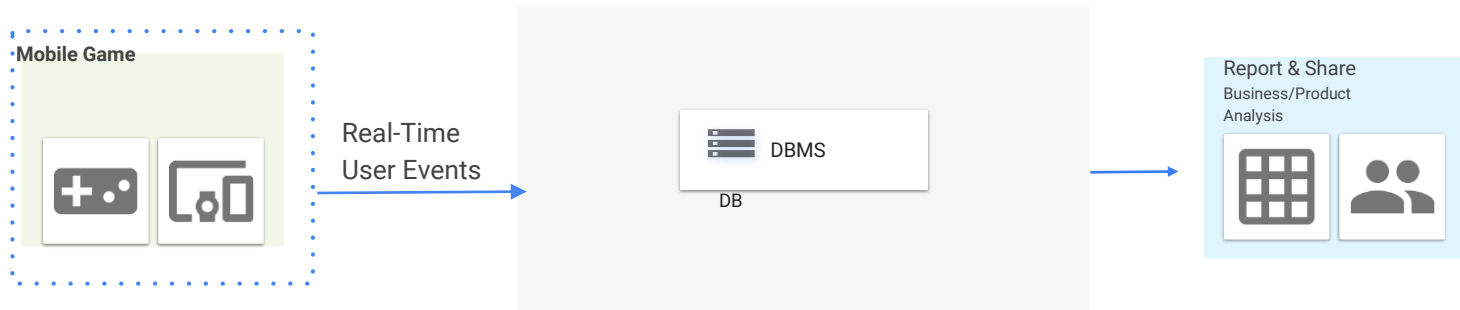 Mobile Game
Real-Time
User Events
DBMS
DB
Report & Share
Business/Product
Analysis